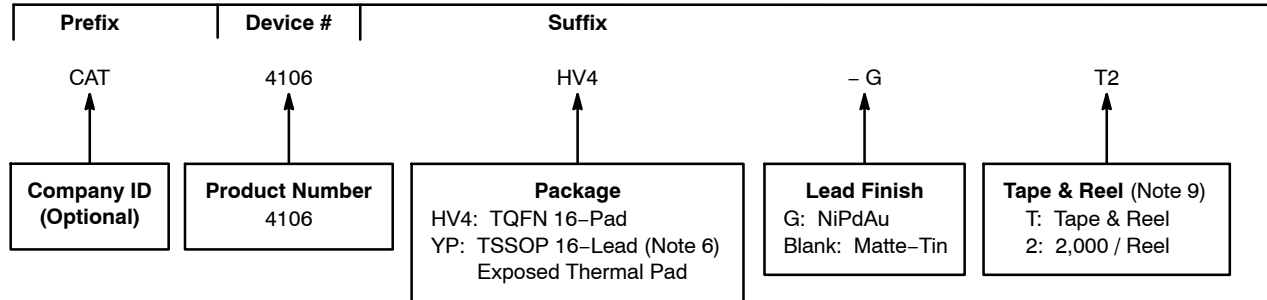 Prefix Device # Suffix
CAT 4106 HV4 – G T2
Company ID
(Optional)
Product Number
4106
Package
HV4: TQFN 16–Pad
YP: TSSOP 16–Lead (Note 6)
Exposed Thermal Pad
Lead Finish
G: NiPdAu
Blank: Matte–Tin
Tape & Reel (Note 9)
T: Tape & Reel
2: 2,000 / Reel